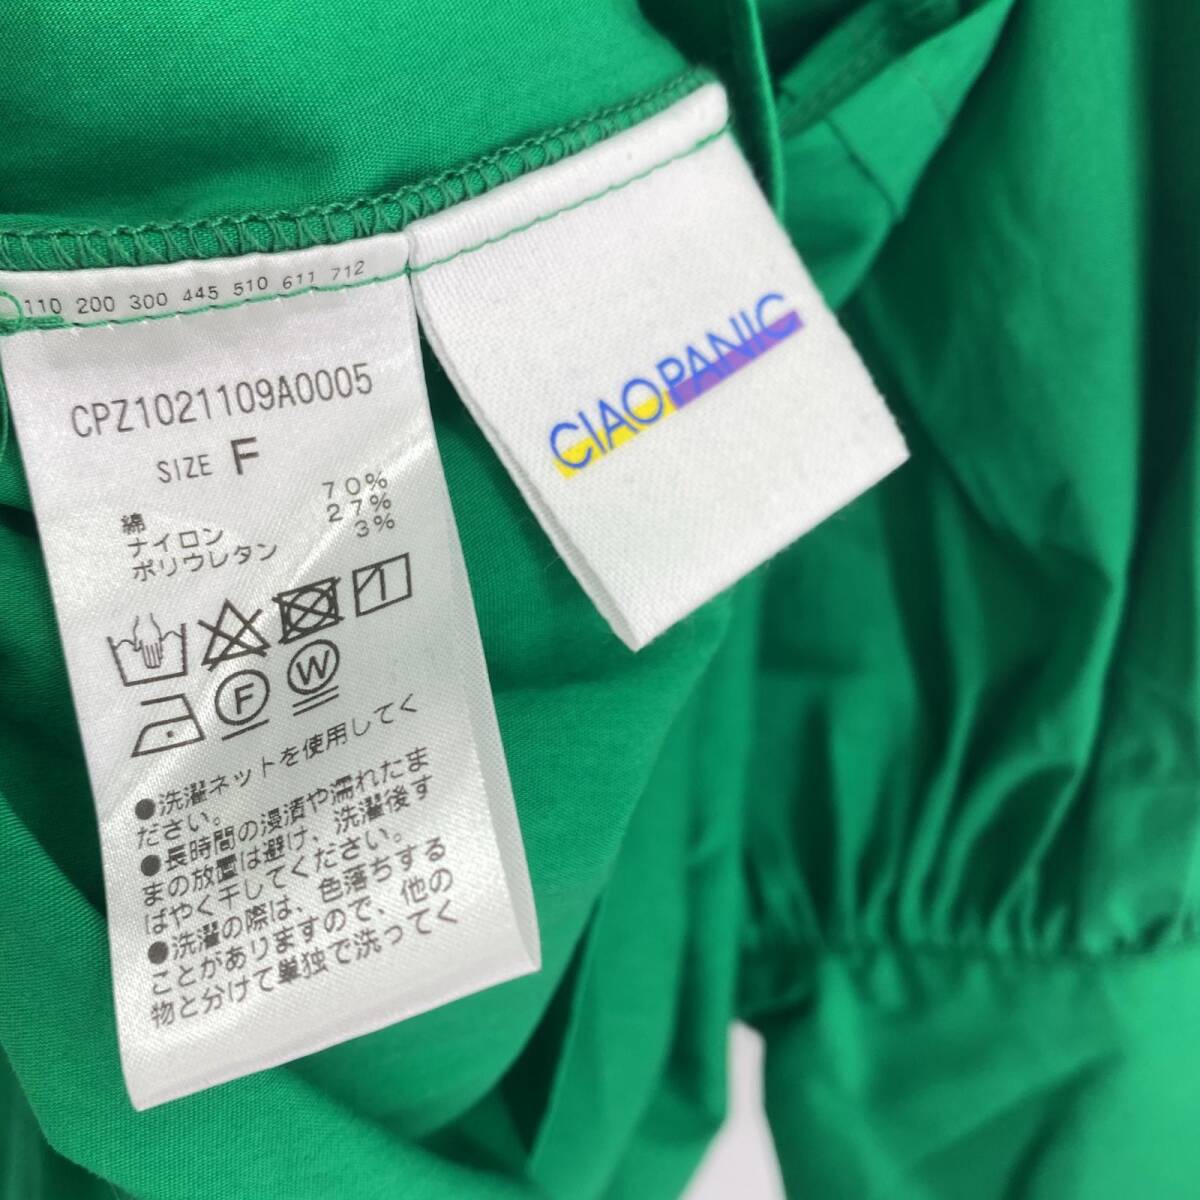 110 200 300 445 510 611 712
CPZ1021109A0005
SIZE F
綿 70%
ナイロン 27%
ポリウレタン 3%
F W
●洗濯ネットを使用してく
ださい。
●長時間の浸漬や濡れたま
まの放置は避け、洗濯後す
ばやく干してください。
●洗濯の際は、色落ちする
ことがありますので、他の
物と分けて単独で洗ってく
CIAOPANIC